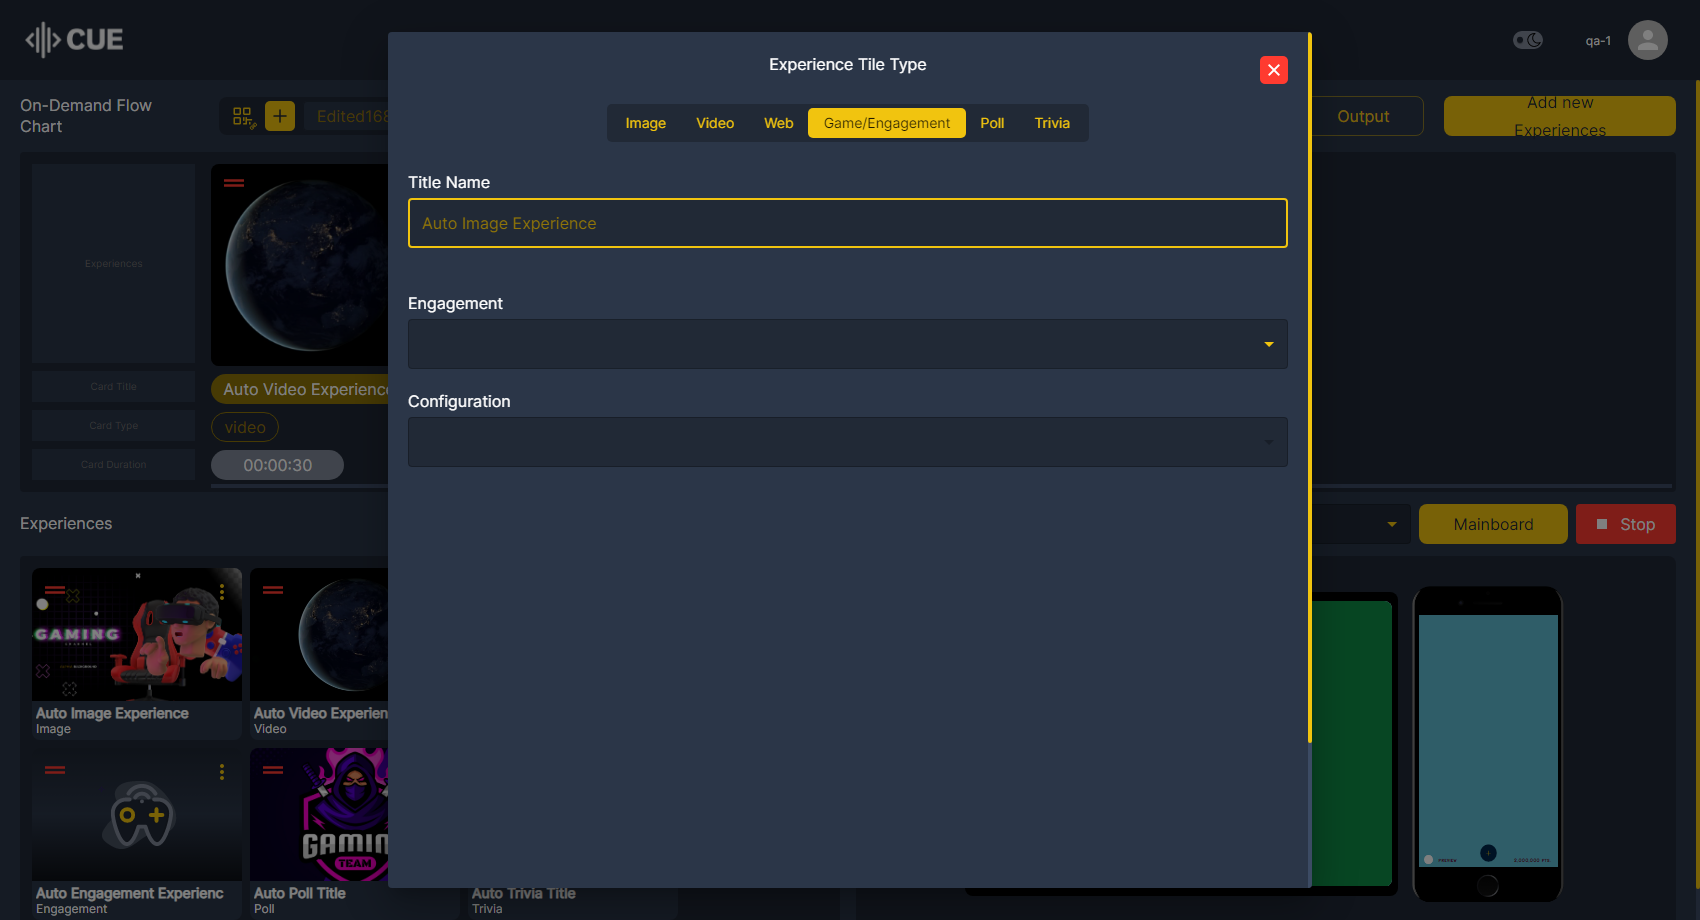 CUE
qa-1
On-Demand Flow
Chart
Edited168
Output
Add new
Experiences
Experience Tile Type
Image
Video
Web
Game/Engagement
Poll
Trivia
Title Name
Auto Image Experience
Engagement
Configuration
Experiences
Card Title
Card Type
Card Duration
Auto Video Experience
video
00:00:30
Experiences
Mainboard
Stop
GAMING
Auto Image Experience
Image
Auto Video Experien
Video
GAMIN
TEAM
Auto Engagement Experienc
Engagement
Auto Poll Title
Poll
Auto Trivia Title
Trivia
PREVIEW